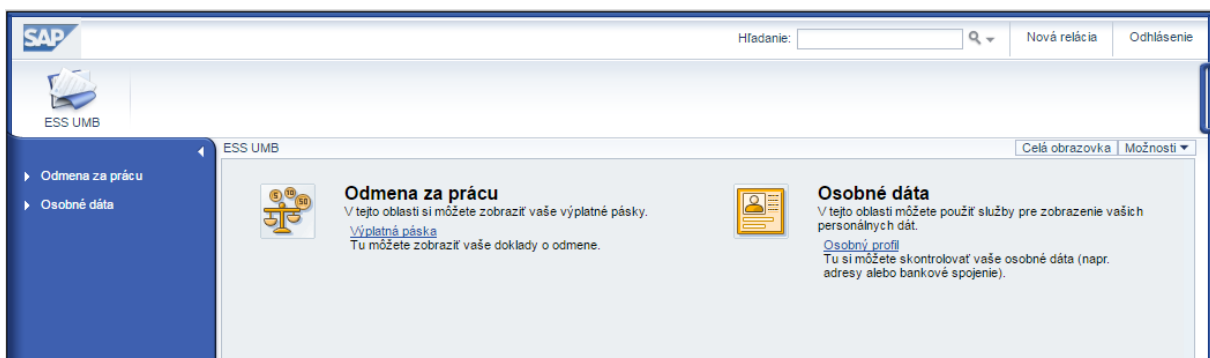 SAP
Hľadanie:
Nová relácia
Odhlásenie
ESS UMB
ESS UMB
Celá obrazovka
Možnosti
Odmena za prácu
Osobné dáta
5 10 50
Odmena za prácu
V tejto oblasti si môžete zobraziť vaše výplatné pásky.
Výplatná páska
Tu môžete zobraziť vaše doklady o odmene.
Osobné dáta
V tejto oblasti môžete použiť služby pre zobrazenie vašich
personálnych dát.
Osobný profil
Tu si môžete skontrolovať vaše osobné dáta (napr.
adresy alebo bankové spojenie).